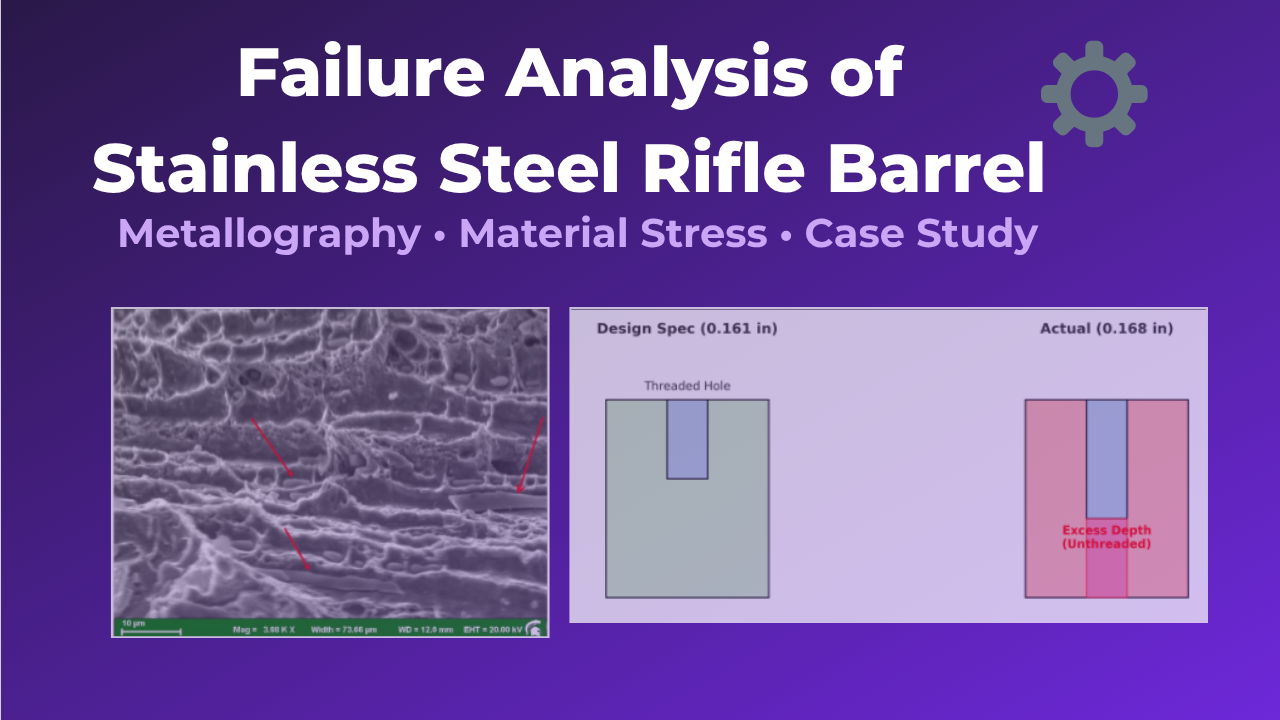 Failure Analysis of
Stainless Steel Rifle Barrel
Metallography • Material Stress • Case Study
Design Spec (0.161 in)
Actual (0.168 in)
Threaded Hole
Excess Depth
(Unthreaded)
10 µm
Mag = 3.98 K X Width = 73.66 µm WD = 12.0 mm EHT = 20.00 kV